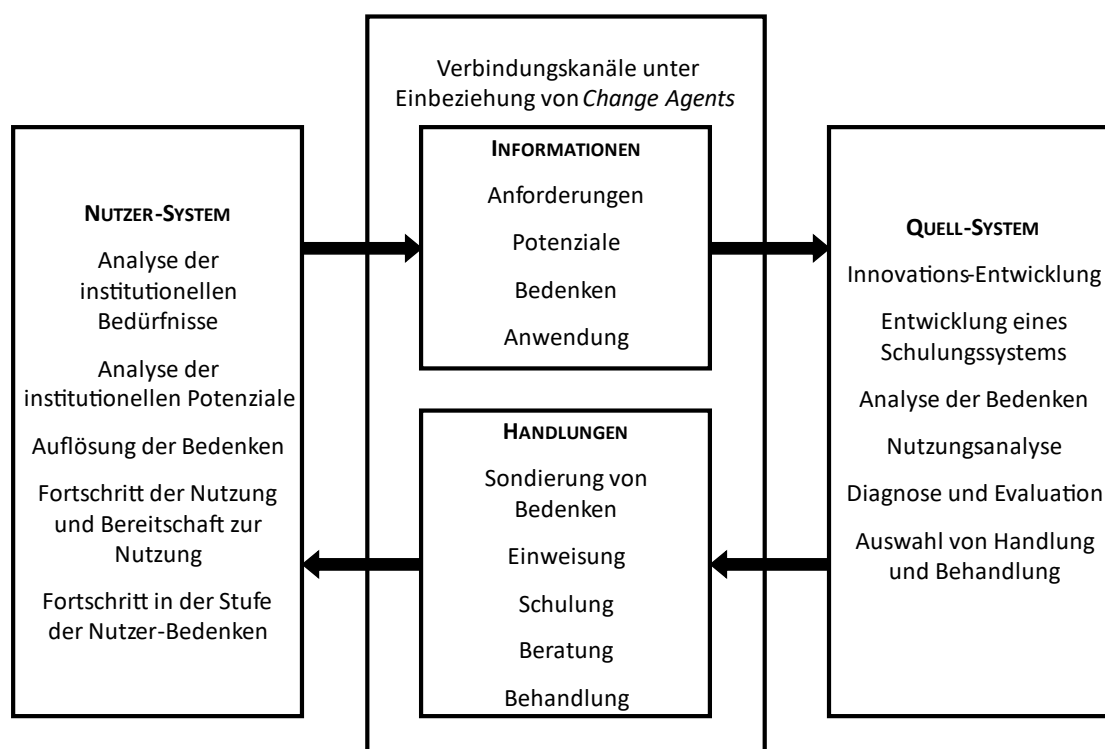 Verbindungskanäle unter
Einbeziehung von Change Agents
NUTZER-SYSTEM
Analyse der
institutionellen
Bedürfnisse
Analyse der
institutionellen Potenziale
Auflösung der Bedenken
Fortschritt der Nutzung
und Bereitschaft zur
Nutzung
Fortschritt in der Stufe
der Nutzer-Bedenken
INFORMATIONEN
Anforderungen
Potenziale
Bedenken
Anwendung
HANDLUNGEN
Sondierung von
Bedenken
Einweisung
Schulung
Beratung
Behandlung
QUELL-SYSTEM
Innovations-Entwicklung
Entwicklung eines
Schulungssystems
Analyse der Bedenken
Nutzungsanalyse
Diagnose und Evaluation
Auswahl von Handlung
und Behandlung